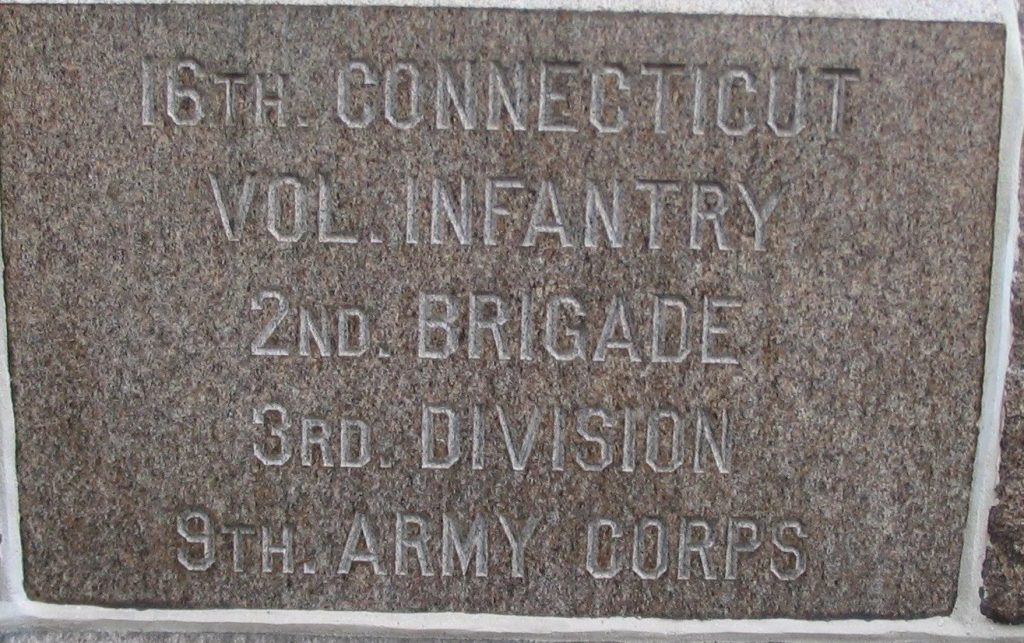 16TH. CONNECTICUT
VOL. INFANTRY
2ND. BRIGADE
3RD. DIVISION
9TH. ARMY CORPS